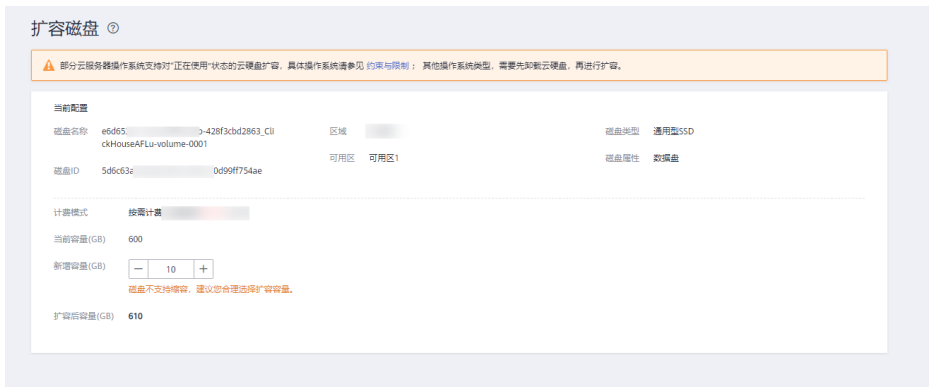 扩容磁盘 ?
部分云服务器操作系统支持对"正在使用"状态的云硬盘扩容，具体操作系统请参见 约束与限制 ； 其他操作系统类型，需要先卸载云硬盘，再进行扩容。
当前配置
磁盘名称 e6d65 -428f3cbd2863_Cli
ckHouseAFLu-volume-0001
区域
磁盘类型 通用型SSD
可用区 可用区1
磁盘属性 数据盘
磁盘ID 5d6c63a 0d99ff754ae
计费模式 按需计费
当前容量(GB) 600
新增容量(GB) − 10 +
磁盘不支持缩容，建议您合理选择扩容容量。
扩容后容量(GB) 610